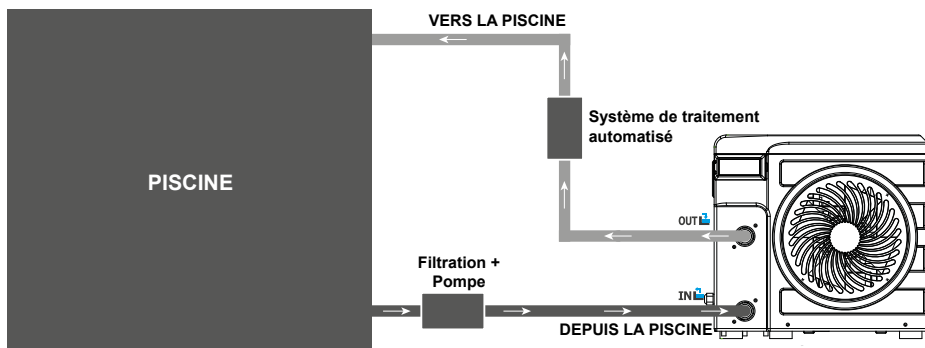 VERS LA PISCINE
Système de traitement
automatisé
PISCINE
OUT
Filtration +
Pompe
IN
DEPUIS LA PISCINE